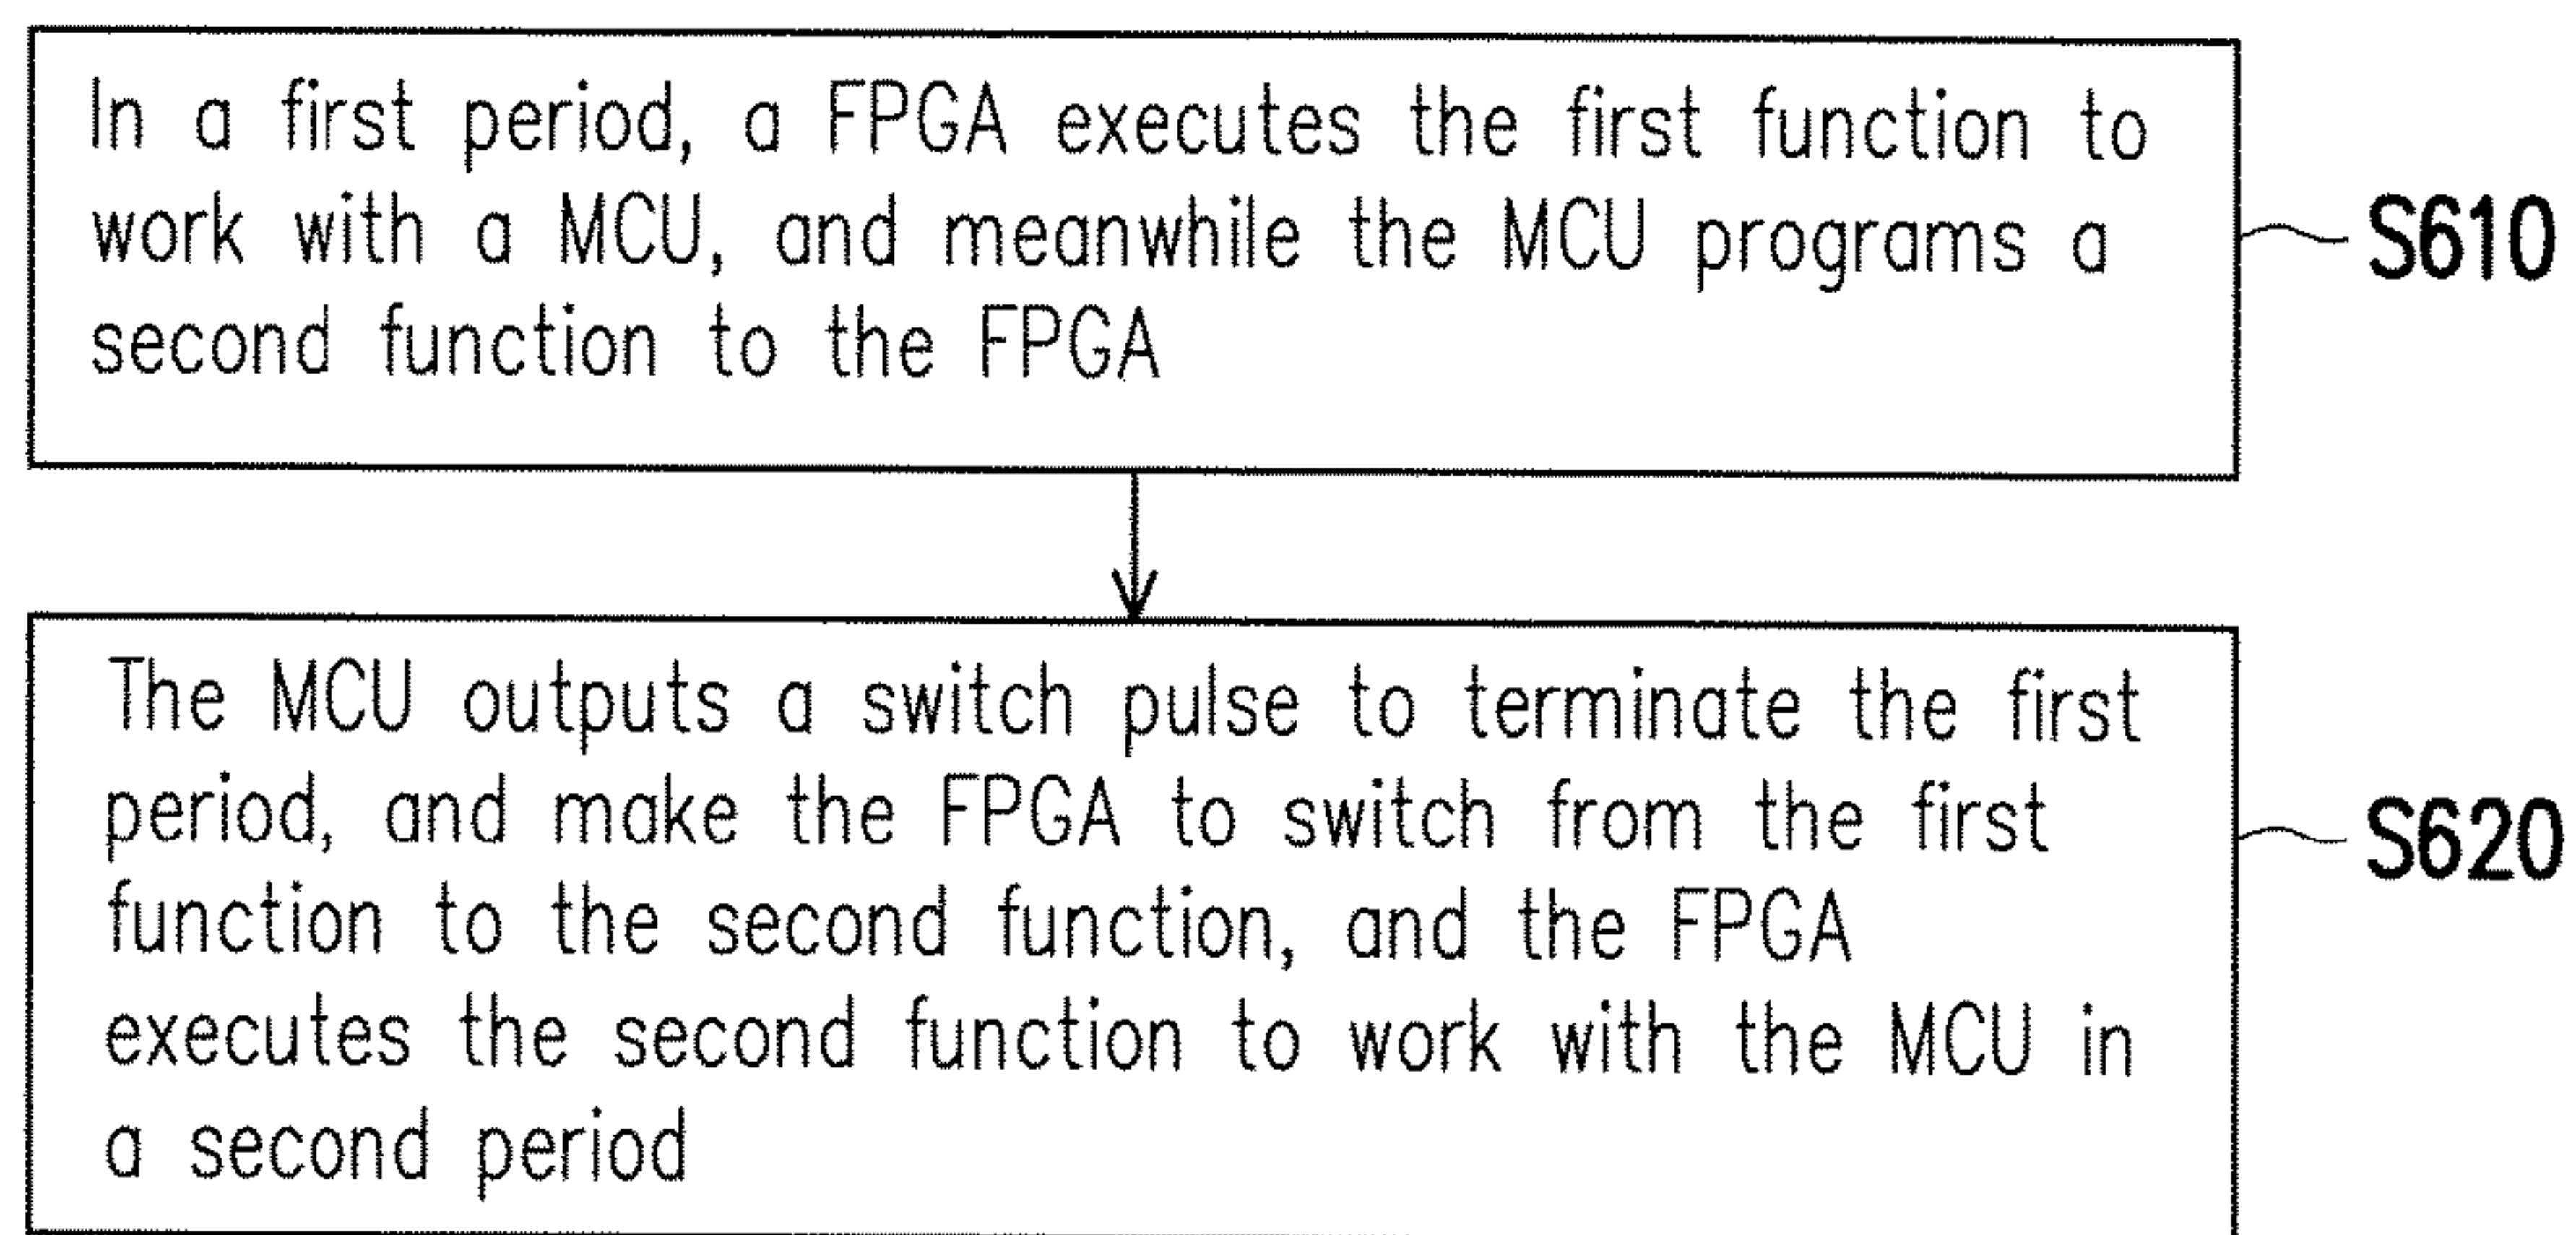 In a first period, a FPGA executes the first function to
work with a MCU, and meanwhile the MCU programs a
second function to the FPGA
S610
The MCU outputs a switch pulse to terminate the first
period, and make the FPGA to switch from the first
function to the second function, and the FPGA
executes the second function to work with the MCU in
a second period
S620